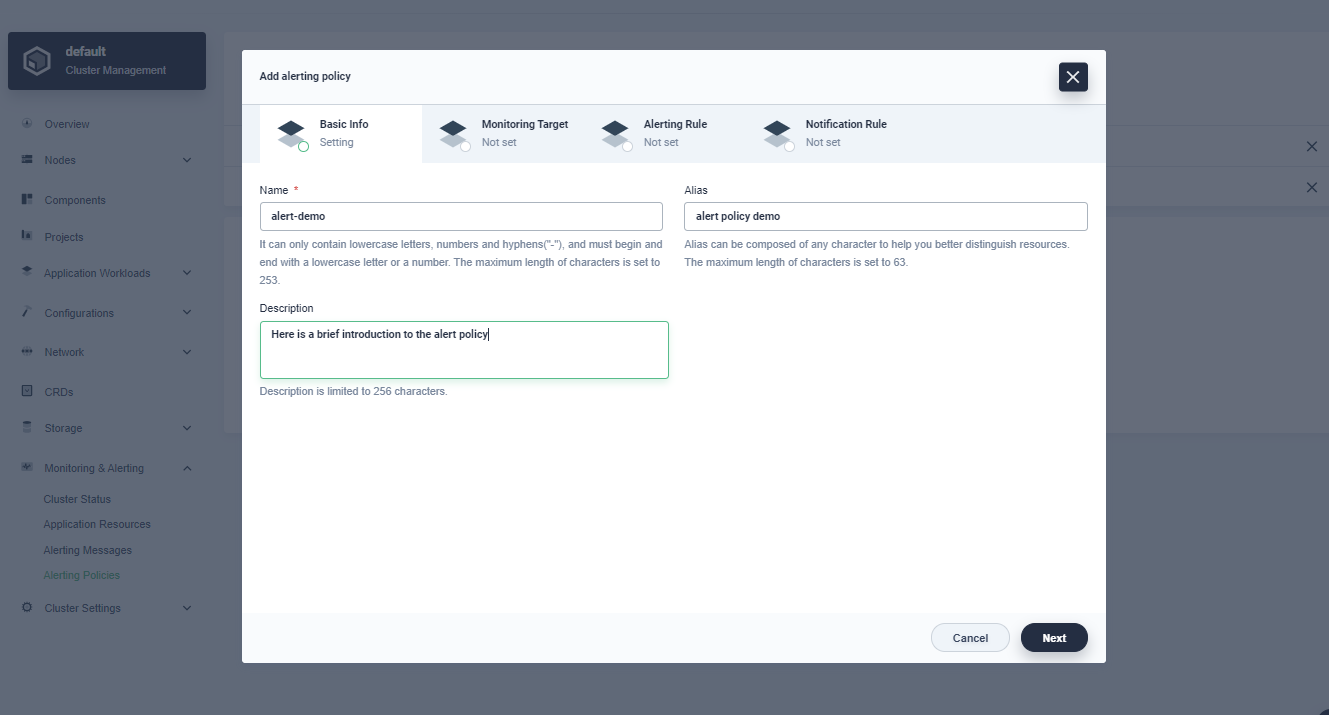 default
Cluster Management
Overview
Nodes
Components
Projects
Application Workloads
Configurations
Network
CRDs
Storage
Monitoring & Alerting
Cluster Status
Application Resources
Alerting Messages
Alerting Policies
Cluster Settings
Add alerting policy
Basic Info
Setting
Monitoring Target
Not set
Alerting Rule
Not set
Notification Rule
Not set
Name *
alert-demo
It can only contain lowercase letters, numbers and hyphens("-"), and must begin and
end with a lowercase letter or a number. The maximum length of characters is set to
253.
Alias
alert policy demo
Alias can be composed of any character to help you better distinguish resources.
The maximum length of characters is set to 63.
Description
Here is a brief introduction to the alert policy
Description is limited to 256 characters.
Cancel
Next